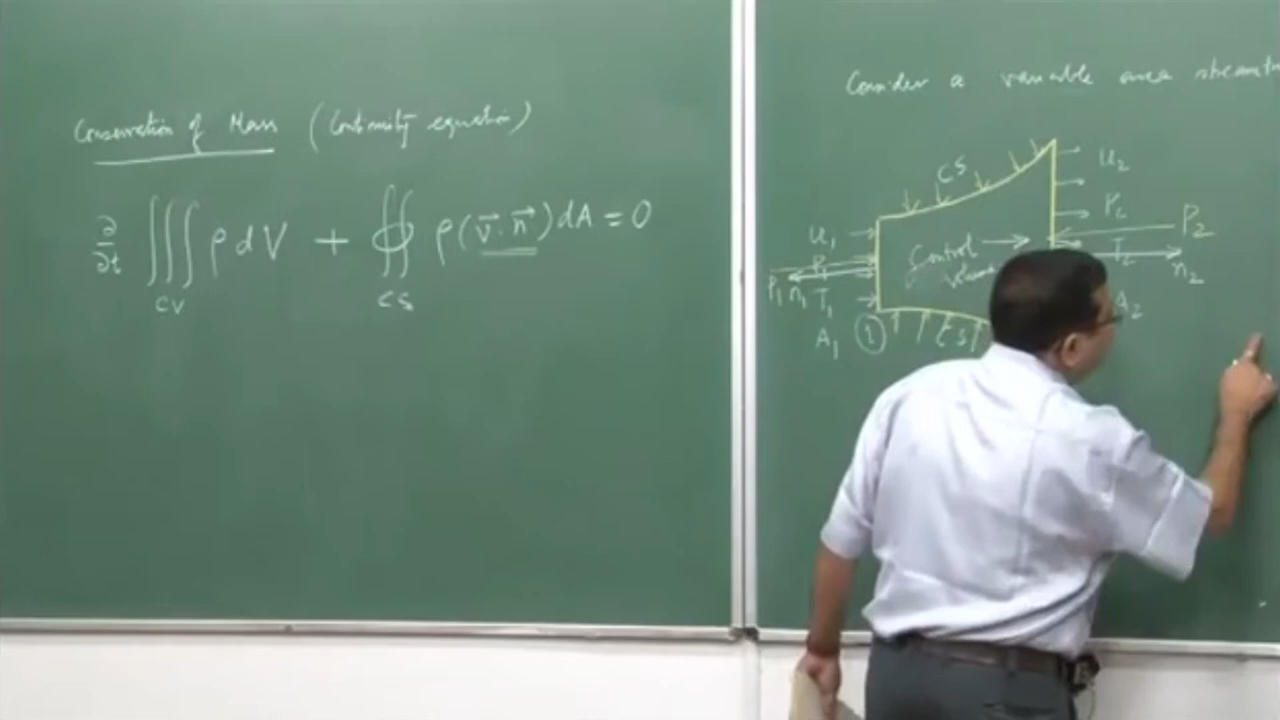 Conservation of Mass (Continuity equation)
∂/∂t ∭ ρ dV + ∯ ρ(v⃗. n⃗) dA = 0
CV CS
Consider a variable area
CS
u₂
u₁
P₂ P₂
P₁
Control
T₂
volume
n₂
P₁ n₁ T₁
A₂
A₁ ① CS